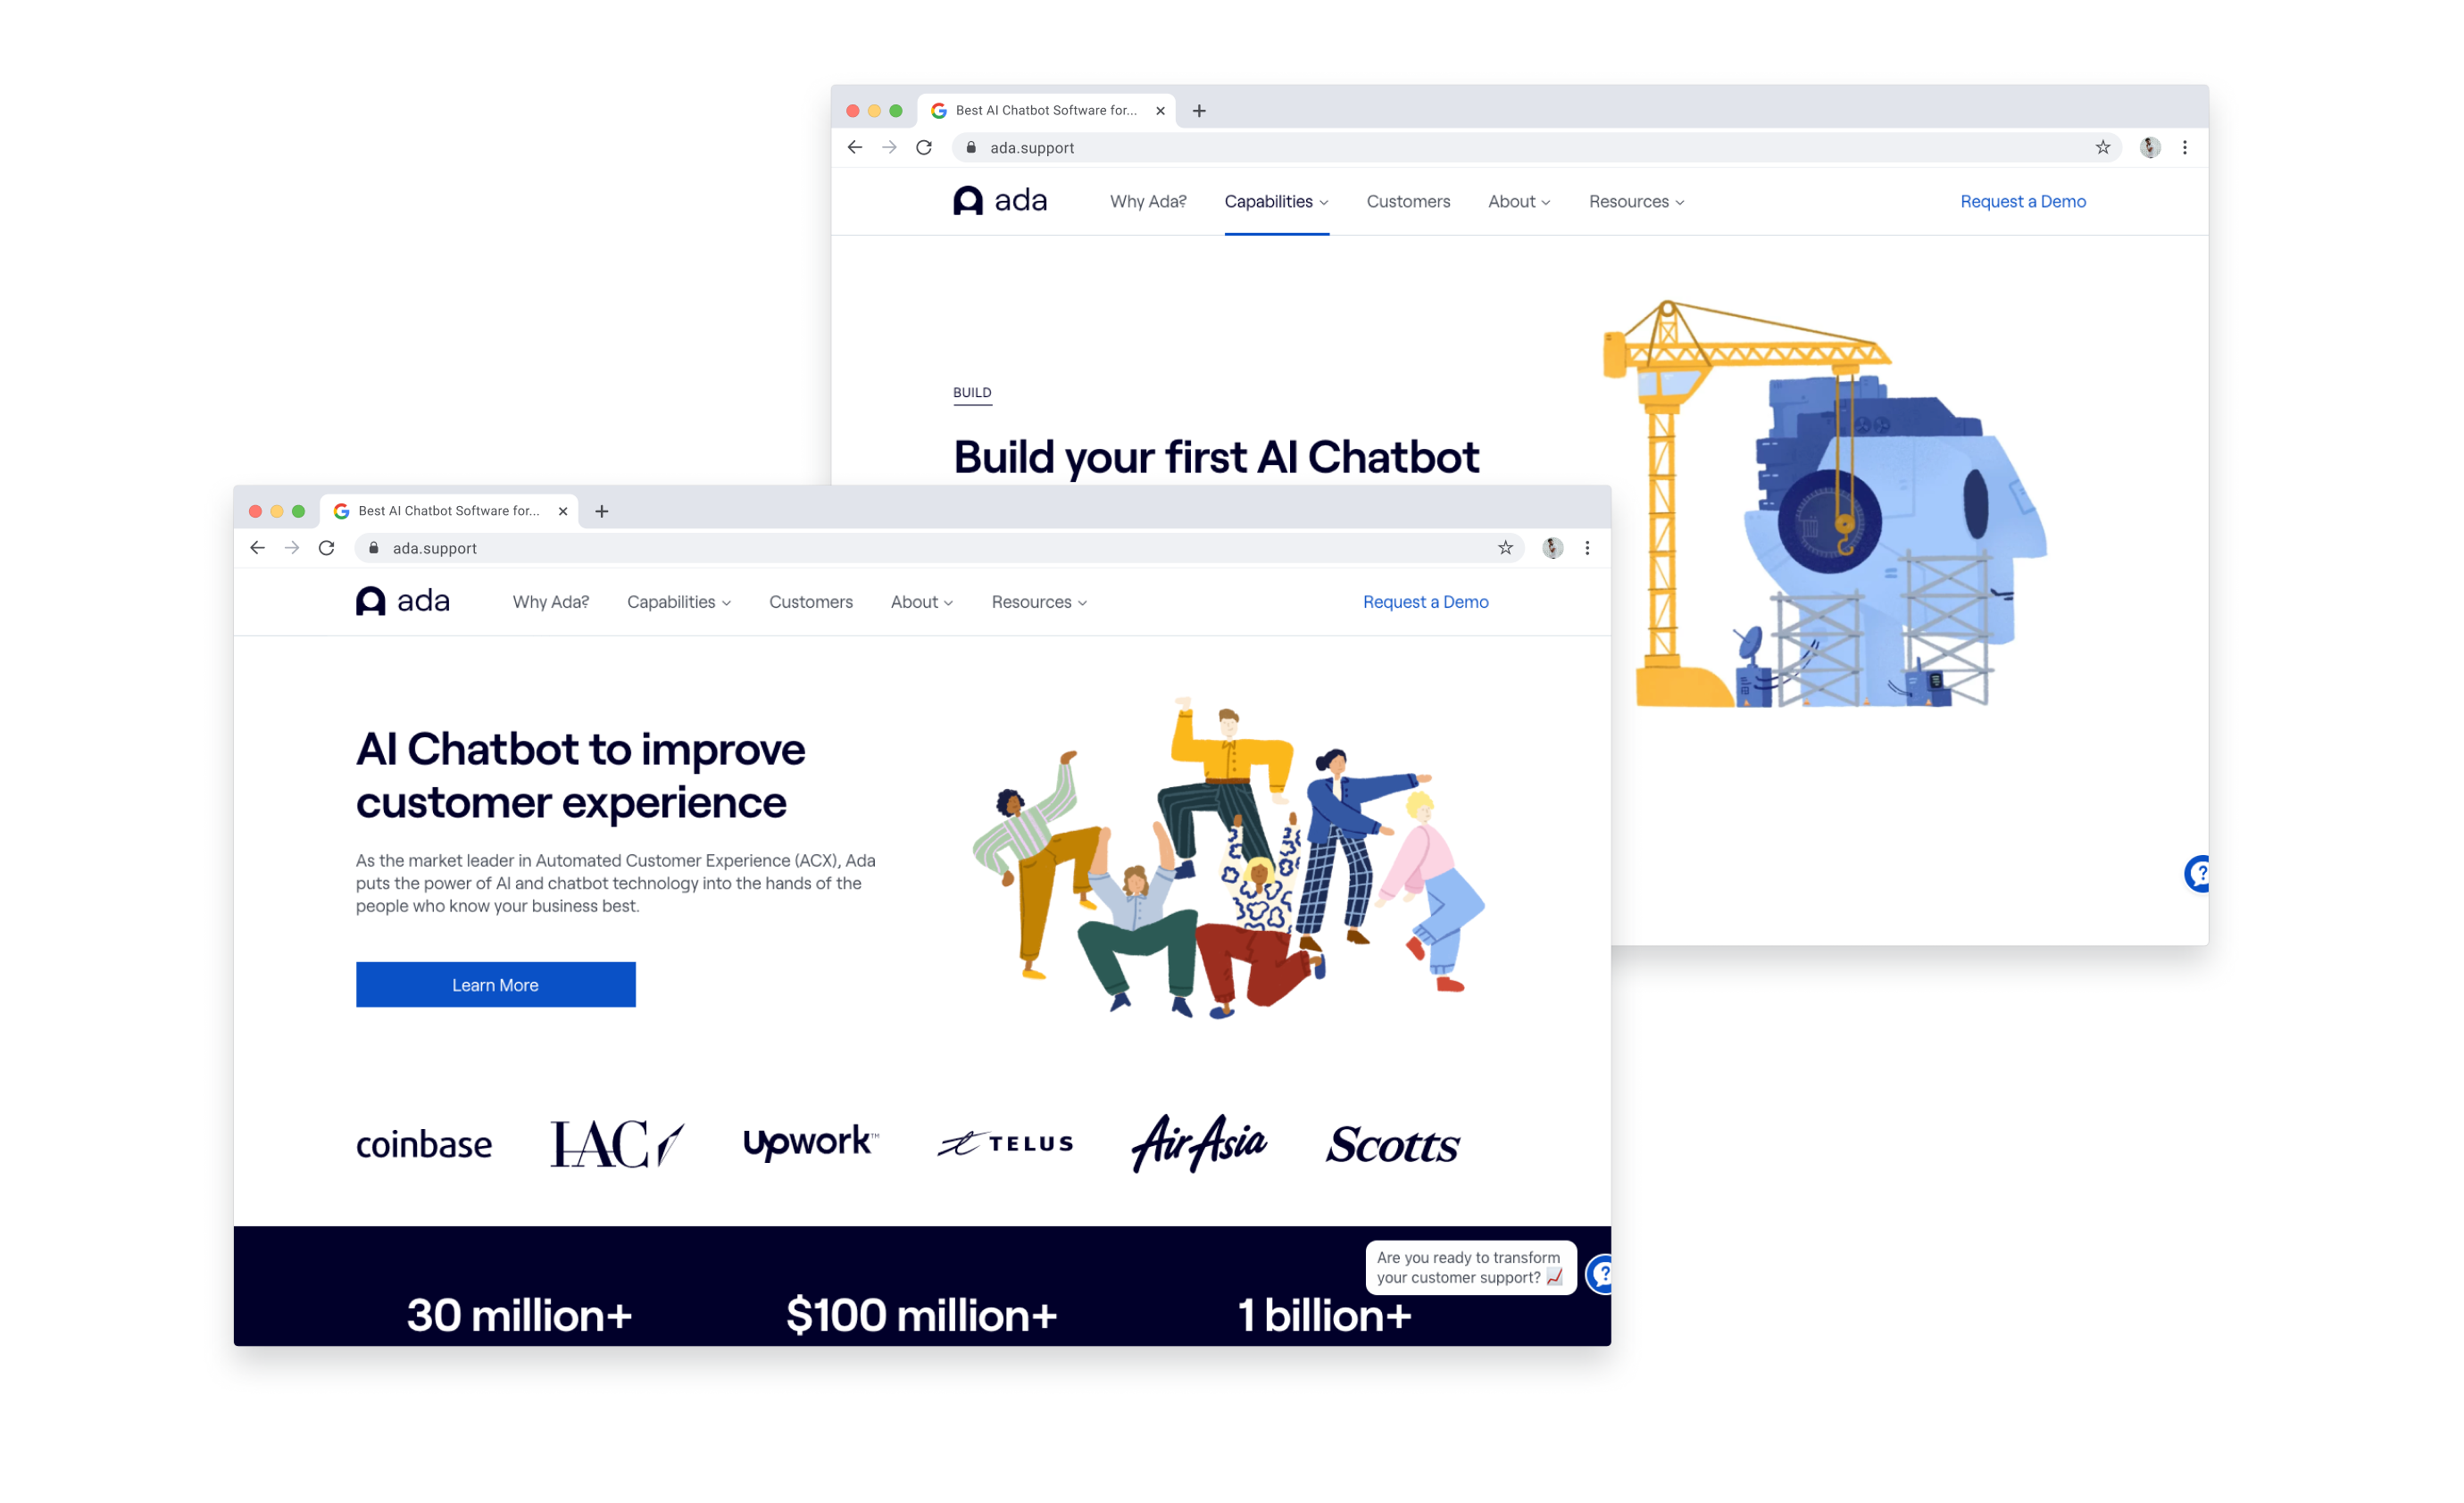 Best AI Chatbot Software for...
ada.support
ada
Why Ada?
Capabilities
Customers
About
Resources
Request a Demo
BUILD
Build your first AI Chatbot
Best AI Chatbot Software for...
ada.support
ada
Why Ada?
Capabilities
Customers
About
Resources
Request a Demo
AI Chatbot to improve
customer experience
As the market leader in Automated Customer Experience (ACX), Ada
puts the power of AI and chatbot technology into the hands of the
people who know your business best.
Learn More
coinbase
IAC
upwork™
TELUS
AirAsia
Scotts
Are you ready to transform
your customer support? 📈
30 million+
$100 million+
1 billion+